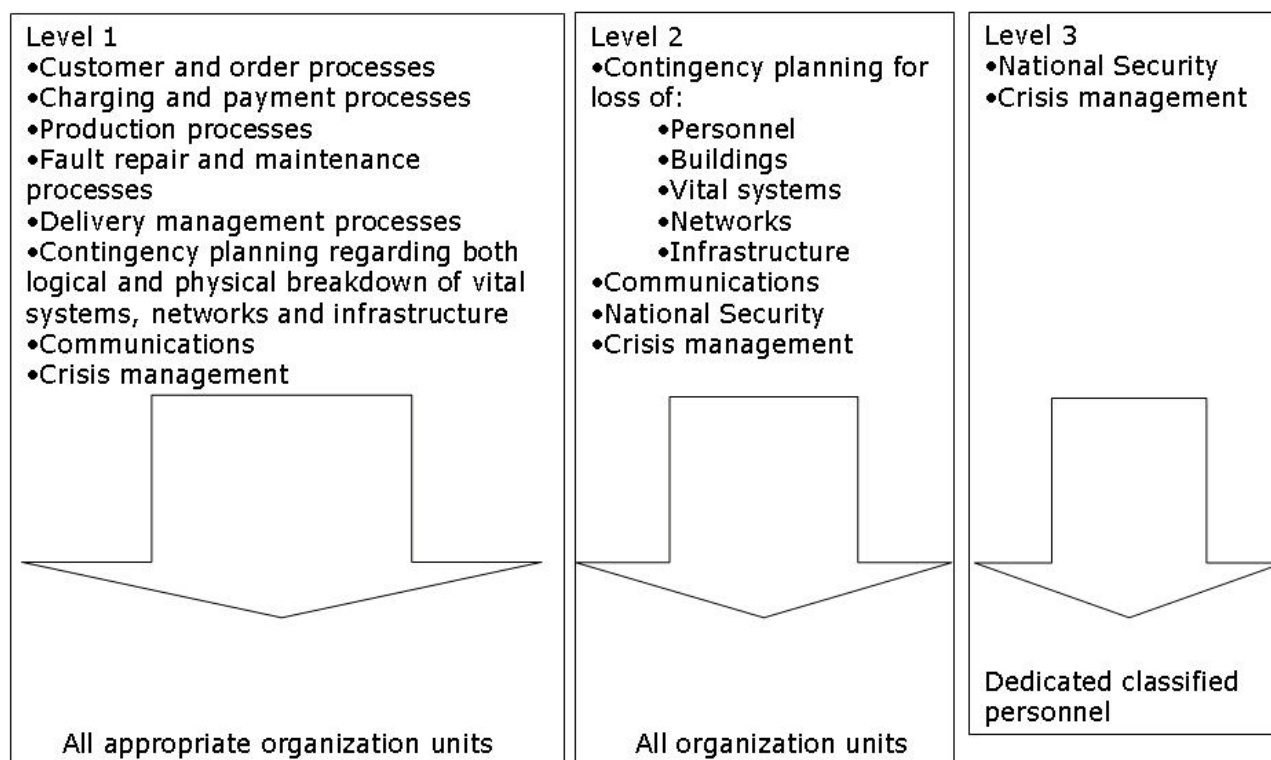 Level 1
•Customer and order processes
•Charging and payment processes
•Production processes
•Fault repair and maintenance
processes
•Delivery management processes
•Contingency planning regarding both
logical and physical breakdown of vital
systems, networks and infrastructure
•Communications
•Crisis management
All appropriate organization units
Level 2
•Contingency planning for
loss of:
•Personnel
•Buildings
•Vital systems
•Networks
•Infrastructure
•Communications
•National Security
•Crisis management
All organization units
Level 3
•National Security
•Crisis management
Dedicated classified
personnel